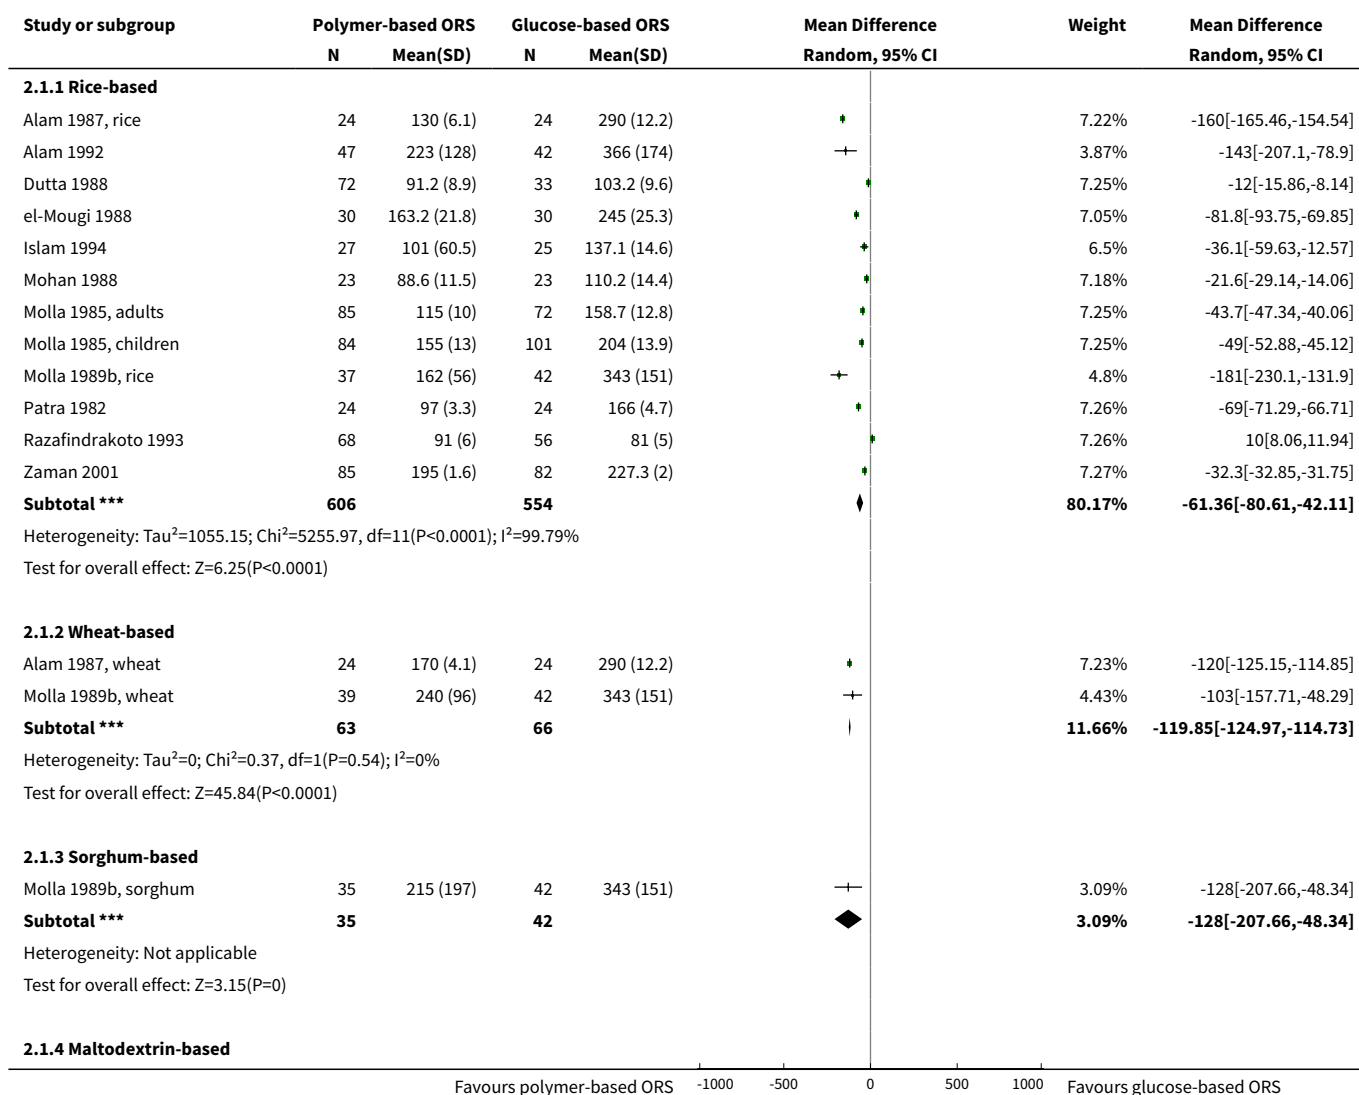 Study or subgroup Polymer-based ORS Glucose-based ORS Mean Difference Weight Mean Difference
N Mean(SD) N Mean(SD) Random, 95% CI Random, 95% CI
2.1.1 Rice-based
Alam 1987, rice 24 130 (6.1) 24 290 (12.2) 7.22% -160[-165.46,-154.54]
Alam 1992 47 223 (128) 42 366 (174) 3.87% -143[-207.1,-78.9]
Dutta 1988 72 91.2 (8.9) 33 103.2 (9.6) 7.25% -12[-15.86,-8.14]
el-Mougi 1988 30 163.2 (21.8) 30 245 (25.3) 7.05% -81.8[-93.75,-69.85]
Islam 1994 27 101 (60.5) 25 137.1 (14.6) 6.5% -36.1[-59.63,-12.57]
Mohan 1988 23 88.6 (11.5) 23 110.2 (14.4) 7.18% -21.6[-29.14,-14.06]
Molla 1985, adults 85 115 (10) 72 158.7 (12.8) 7.25% -43.7[-47.34,-40.06]
Molla 1985, children 84 155 (13) 101 204 (13.9) 7.25% -49[-52.88,-45.12]
Molla 1989b, rice 37 162 (56) 42 343 (151) 4.8% -181[-230.1,-131.9]
Patra 1982 24 97 (3.3) 24 166 (4.7) 7.26% -69[-71.29,-66.71]
Razafindrakoto 1993 68 91 (6) 56 81 (5) 7.26% 10[8.06,11.94]
Zaman 2001 85 195 (1.6) 82 227.3 (2) 7.27% -32.3[-32.85,-31.75]
Subtotal *** 606 554 80.17% -61.36[-80.61,-42.11]
Heterogeneity: Tau²=1055.15; Chi²=5255.97, df=11(P<0.0001); I²=99.79%
Test for overall effect: Z=6.25(P<0.0001)
2.1.2 Wheat-based
Alam 1987, wheat 24 170 (4.1) 24 290 (12.2) 7.23% -120[-125.15,-114.85]
Molla 1989b, wheat 39 240 (96) 42 343 (151) 4.43% -103[-157.71,-48.29]
Subtotal *** 63 66 11.66% -119.85[-124.97,-114.73]
Heterogeneity: Tau²=0; Chi²=0.37, df=1(P=0.54); I²=0%
Test for overall effect: Z=45.84(P<0.0001)
2.1.3 Sorghum-based
Molla 1989b, sorghum 35 215 (197) 42 343 (151) 3.09% -128[-207.66,-48.34]
Subtotal *** 35 42 3.09% -128[-207.66,-48.34]
Heterogeneity: Not applicable
Test for overall effect: Z=3.15(P=0)
2.1.4 Maltodextrin-based
Favours polymer-based ORS -1000 -500 0 500 1000 Favours glucose-based ORS